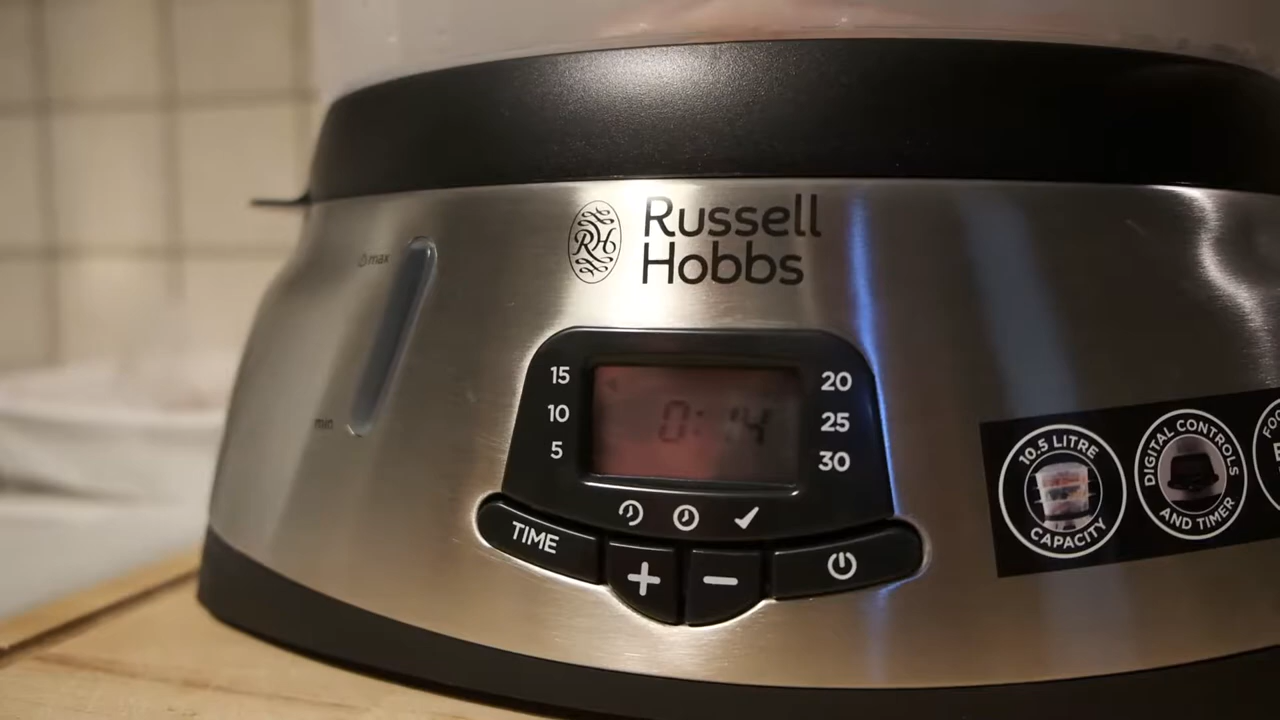 RH
Russell
Hobbs
max
min
15
10
5
0:14
20
25
30
TIME
+
−
10.5 LITRE
CAPACITY
DIGITAL CONTROLS
AND TIMER